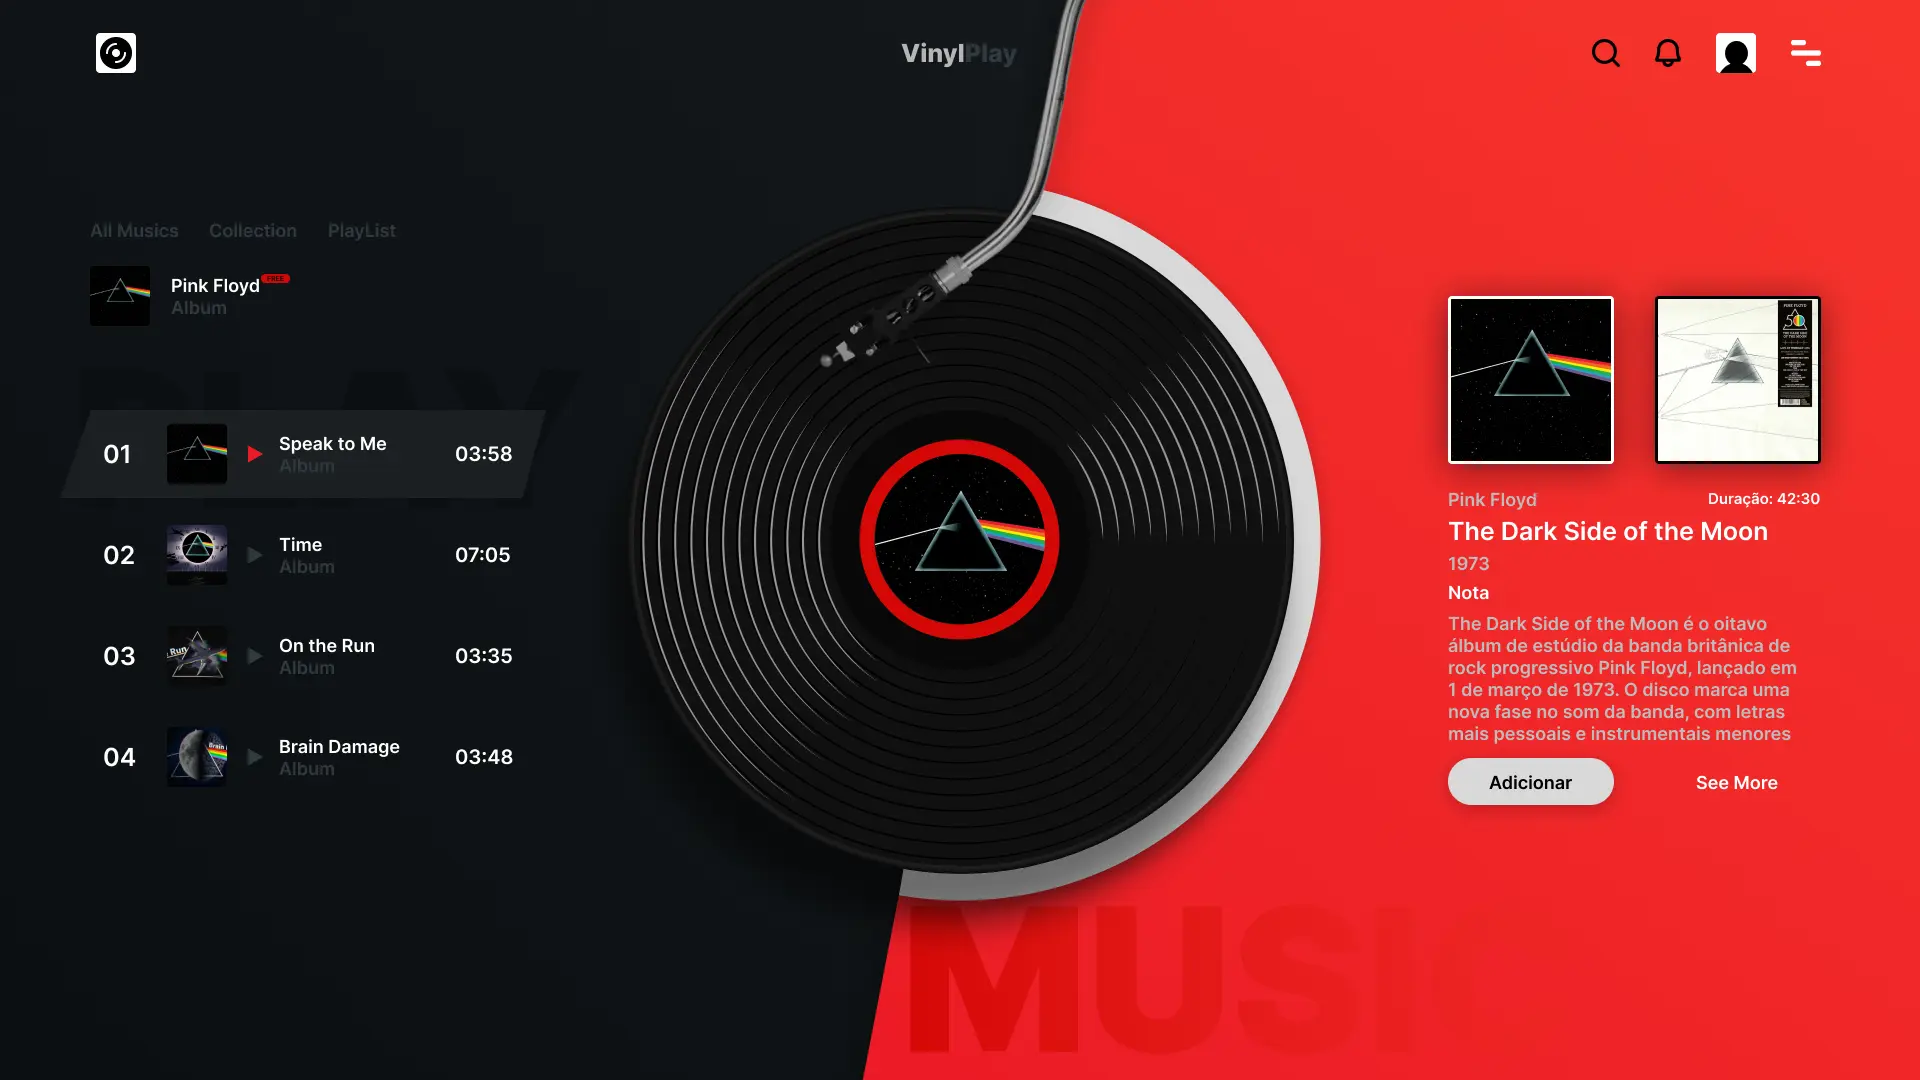 VinylPlay
All Musics Collection PlayList
Pink Floyd FREE
Album
PLAY
01 Speak to Me 03:58
Album
02 Time 07:05
Album
03 On the Run 03:35
Album
04 Brain Damage 03:48
Album
PINK FLOYD
50
Pink Floyd Duração: 42:30
The Dark Side of the Moon
1973
Nota
The Dark Side of the Moon é o oitavo
álbum de estúdio da banda britânica de
rock progressivo Pink Floyd, lançado em
1 de março de 1973. O disco marca uma
nova fase no som da banda, com letras
mais pessoais e instrumentais menores
Adicionar See More
MUSIC